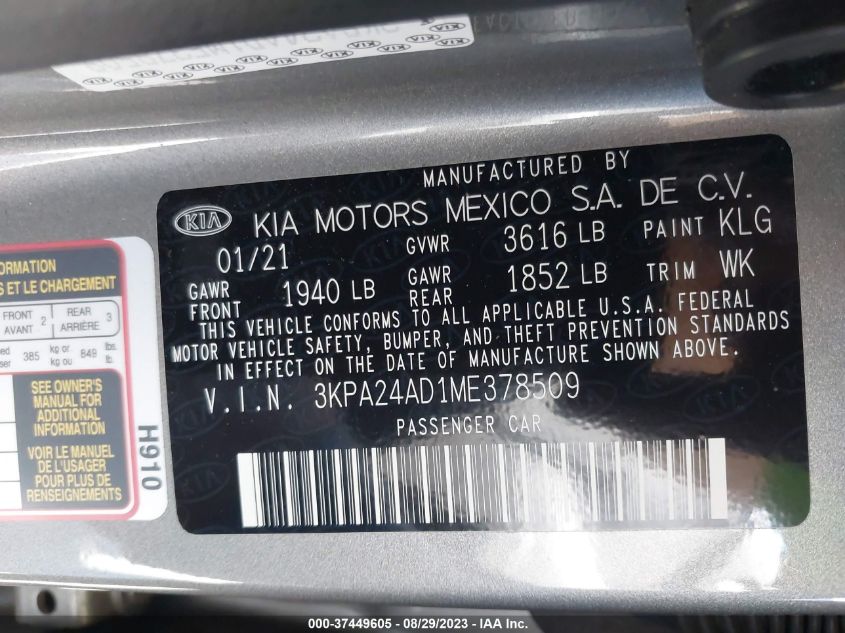 MANUFACTURED BY
KIA KIA MOTORS MEXICO S.A. DE C.V.
01/21 GVWR 3616 LB PAINT KLG
GAWR FRONT 1940 LB GAWR REAR 1852 LB TRIM WK
THIS VEHICLE CONFORMS TO ALL APPLICABLE U.S.A. FEDERAL
MOTOR VEHICLE SAFETY, BUMPER, AND THEFT PREVENTION STANDARDS
IN EFFECT ON THE DATE OF MANUFACTURE SHOWN ABOVE.
V.I.N. 3KPA24AD1ME378509
PASSENGER CAR
ET LE CHARGEMENT
FRONT AVANT 2 REAR ARRIÈRE 3
385 kg or kg ou 849 lbs. lb.
SEE OWNER'S
MANUAL FOR
ADDITIONAL
INFORMATION
VOIR LE MANUEL
DE L'USAGER
POUR PLUS DE
RENSEIGNEMENTS
H910
000-37449605 - 08/29/2023 - IAA Inc.